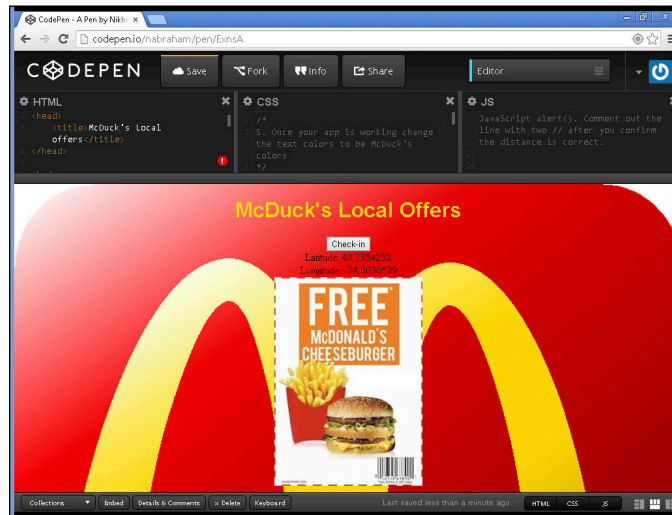 CodePen - A Pen by Nikh
codepen.io/nabraham/pen/ExnsA
CODEPEN
Save
Fork
Info
Share
Editor
HTML
CSS
JS
<head>
<title>McDuck's Local
offers</title>
</head>
/*
5. Once your app is working change
the text colors to be McDuck's
colors
*/
JavaScript alert(). Comment out the
line with two // after you confirm
the distance is correct.
McDuck's Local Offers
Check-in
Latitude: 40.7354252
Longitude: -74.0030589
FREE
McDONALD'S
CHEESEBURGER
Collections
Embed
Details & Comments
x Delete
Keyboard
Last saved less than a minute ago
HTML
CSS
JS